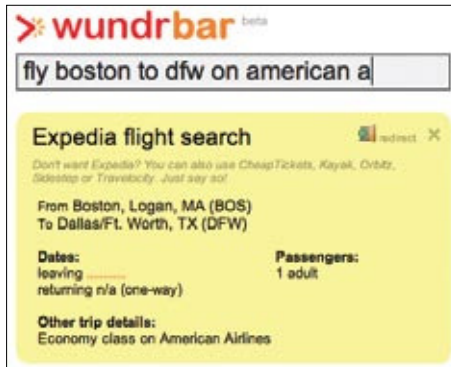 wundrbar beta
fly boston to dfw on american a
Expedia flight search
redirect
Don't want Expedia? You can also use CheapTickets, Kayak, Orbitz,
Sidestep or Travelocity. Just say so!
From Boston, Logan, MA (BOS)
To Dallas/Ft. Worth, TX (DFW)
Dates:
leaving ..........
returning n/a (one-way)
Passengers:
1 adult
Other trip details:
Economy class on American Airlines